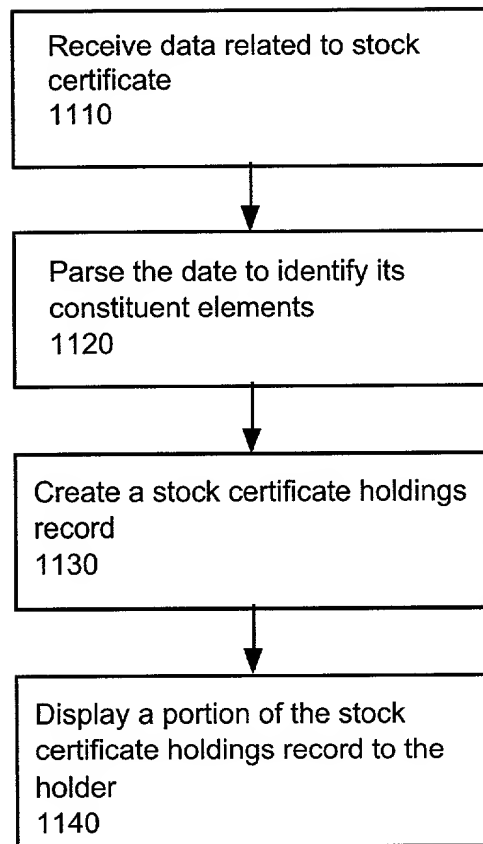 Receive data related to stock
certificate
1110
Parse the date to identify its
constituent elements
1120
Create a stock certificate holdings
record
1130
Display a portion of the stock
certificate holdings record to the
holder
1140